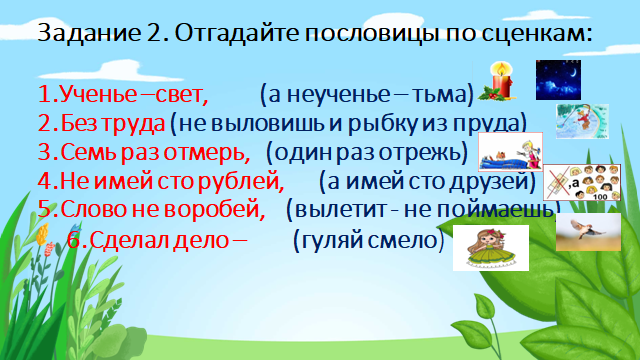 Задание 2. Отгадайте пословицы по сценкам:
1.Ученье–свет, (а неученье – тьма)
2.Без труда (не выловишь и рыбку из пруда)
3.Семь раз отмерь, (один раз отрежь)
4.Не имей сто рублей, (а имей сто друзей)
,а 100
5.Слово не воробей, (вылетит - не поймаешь)
6.Сделал дело – (гуляй смело)